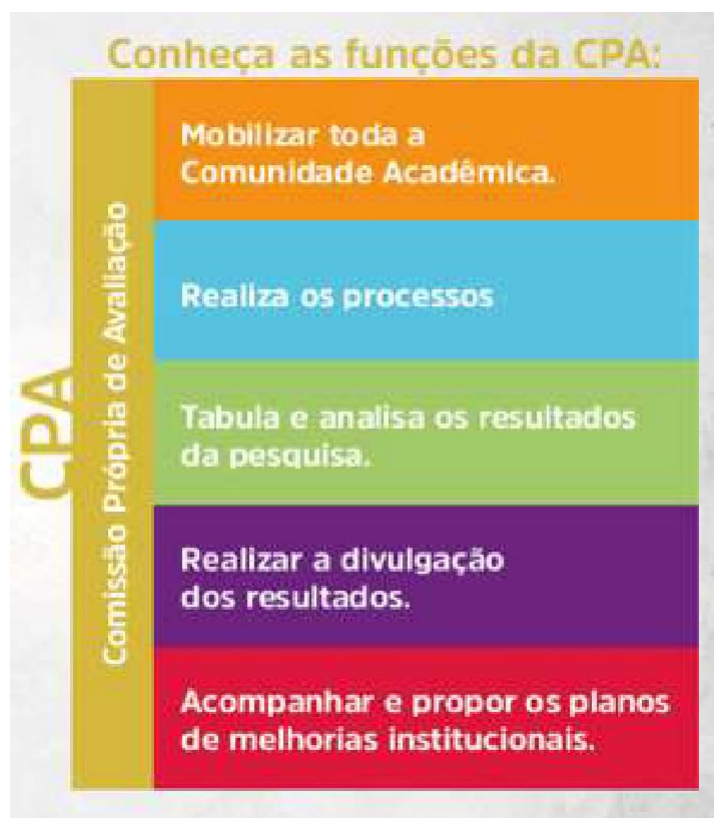 Conheça as funções da CPA:
CPA
Comissão Própria de Avaliação
Mobilizar toda a
Comunidade Acadêmica.
Realiza os processos
Tabula e analisa os resultados
da pesquisa.
Realizar a divulgação
dos resultados.
Acompanhar e propor os planos
de melhorias institucionais.